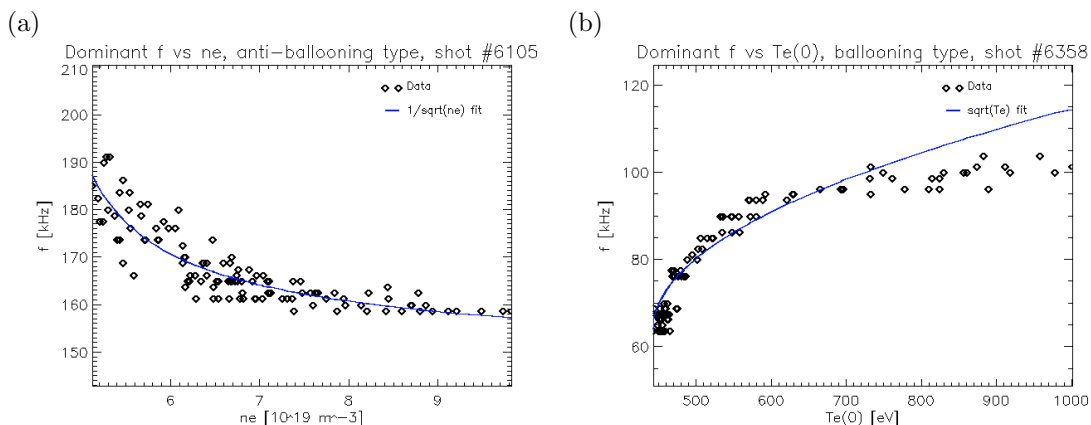 (a)
Dominant f vs ne, anti-ballooning type, shot #6105
210
200
190
180
170
160
150
f [kHz]
Data
1/sqrt(ne) fit
6 7 8 9
ne [10^19 m^-3]
(b)
Dominant f vs Te(0), ballooning type, shot #6358
120
100
80
60
f [kHz]
Data
sqrt(Te) fit
500 600 700 800 900 1000
Te(0) [eV]